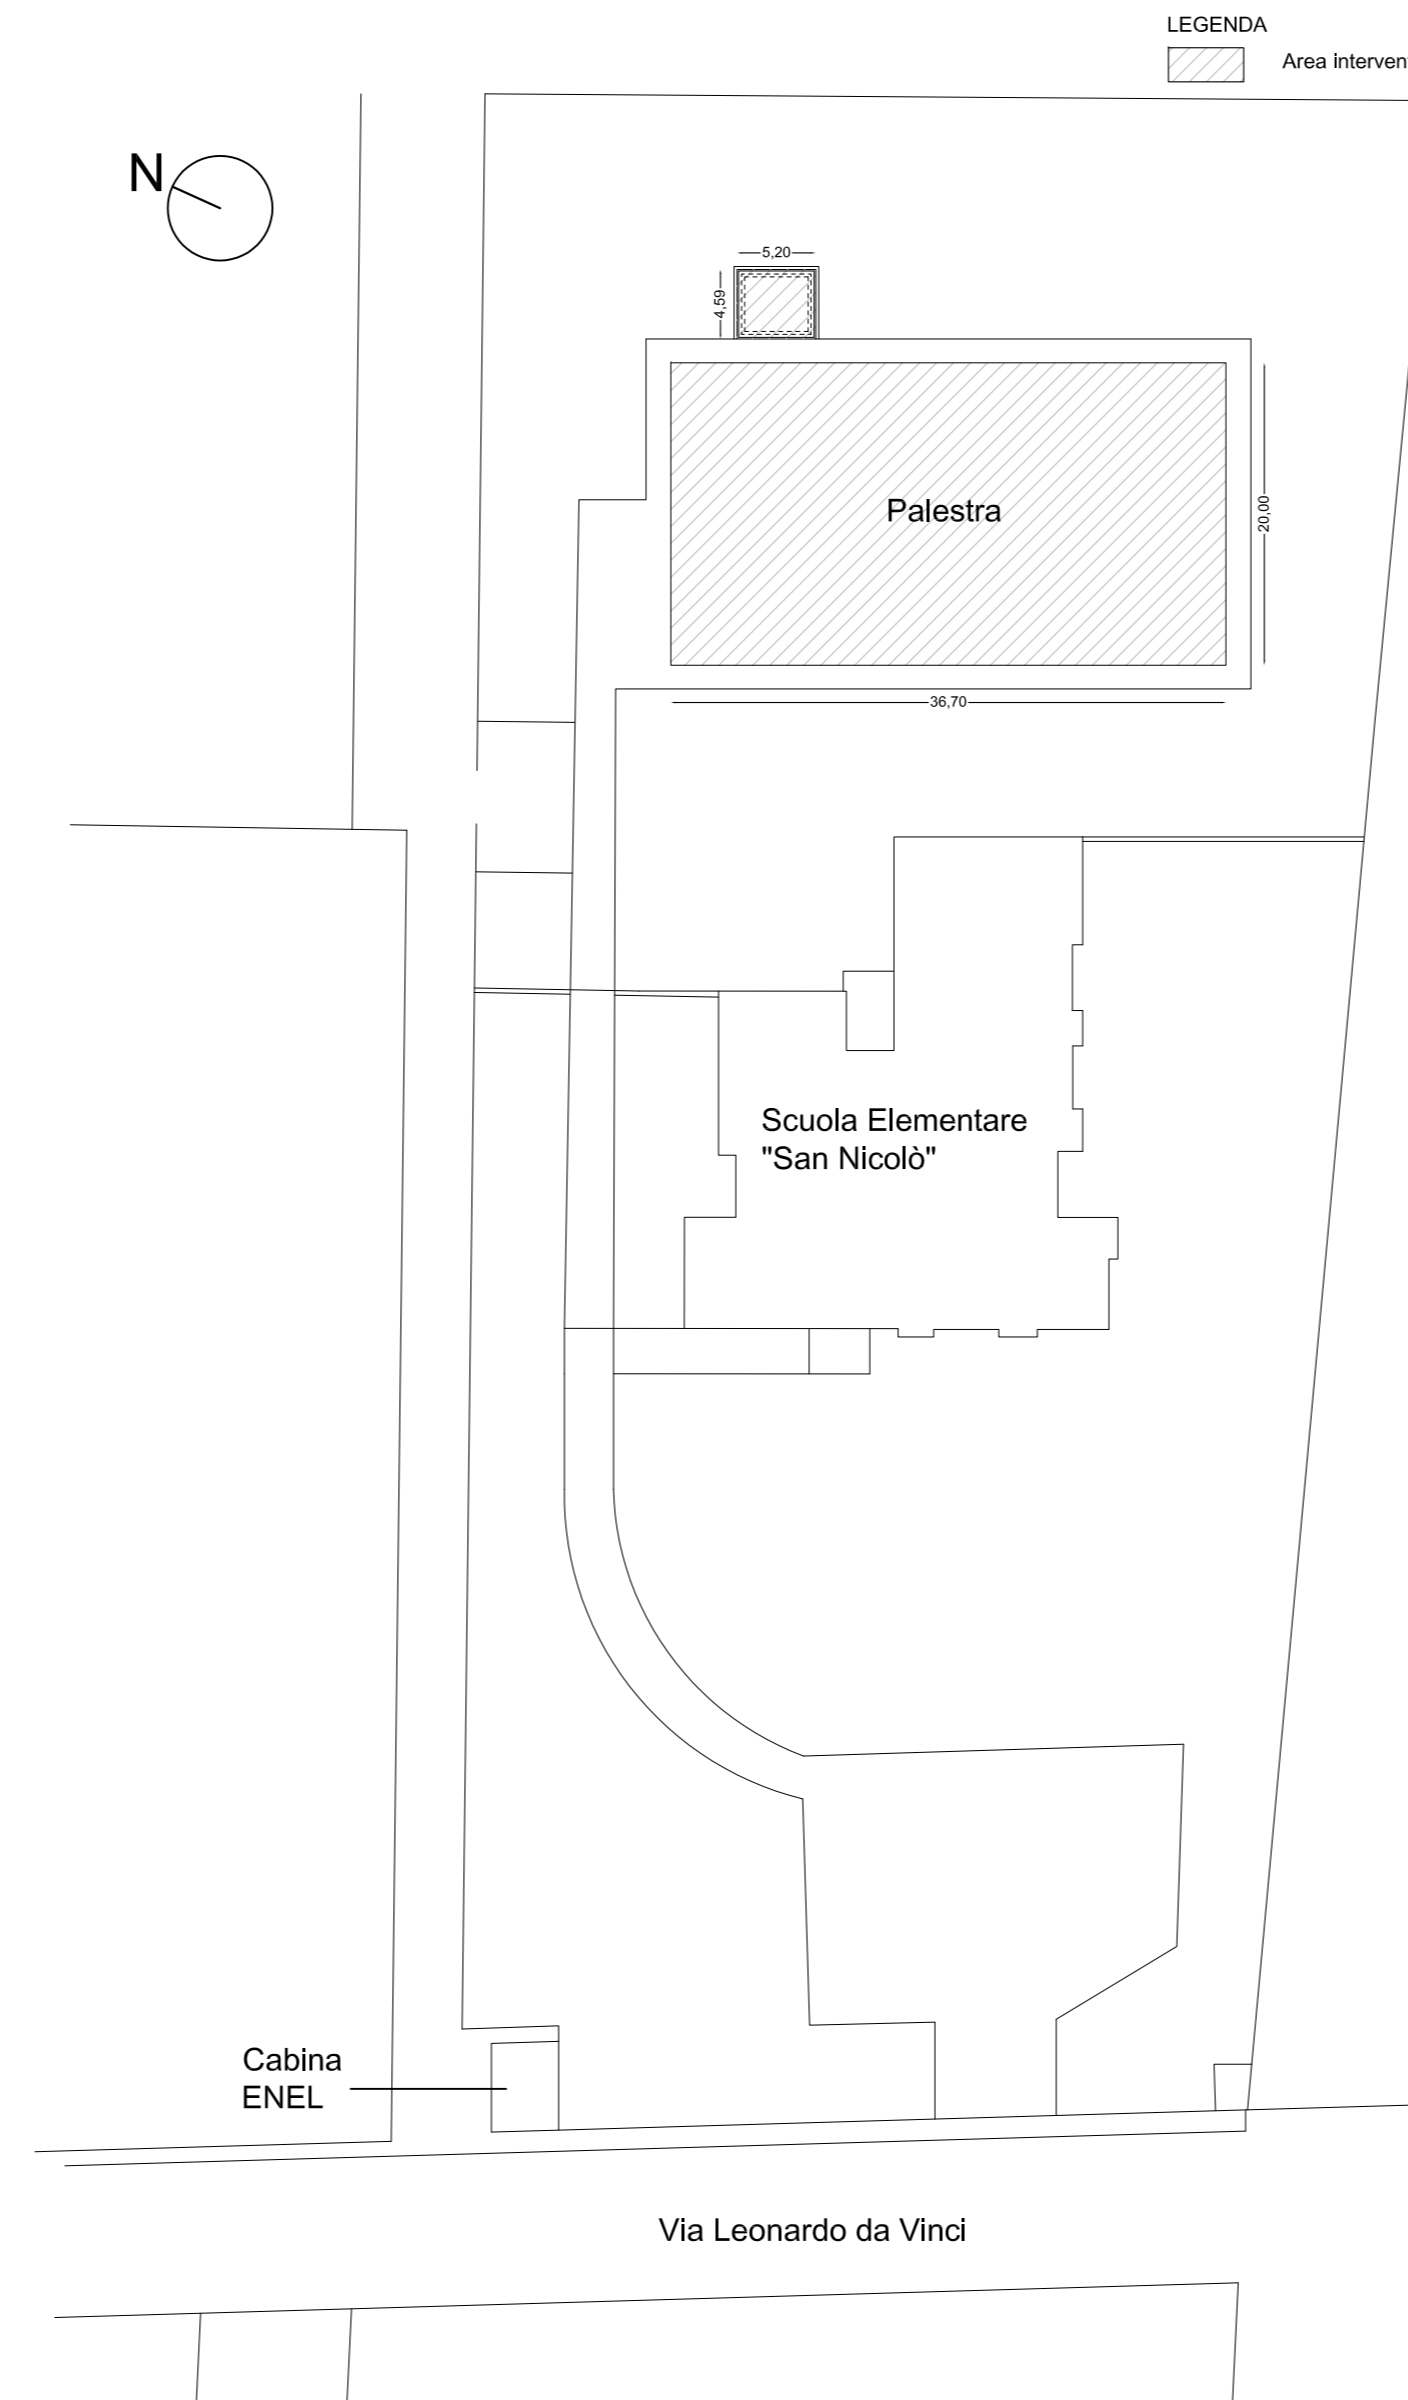 LEGENDA
Area
N
5,20
4,59
Palestra
20,00
36,70
Scuola Elementare
"San Nicolò"
Cabina
ENEL
Via Leonardo da Vinci